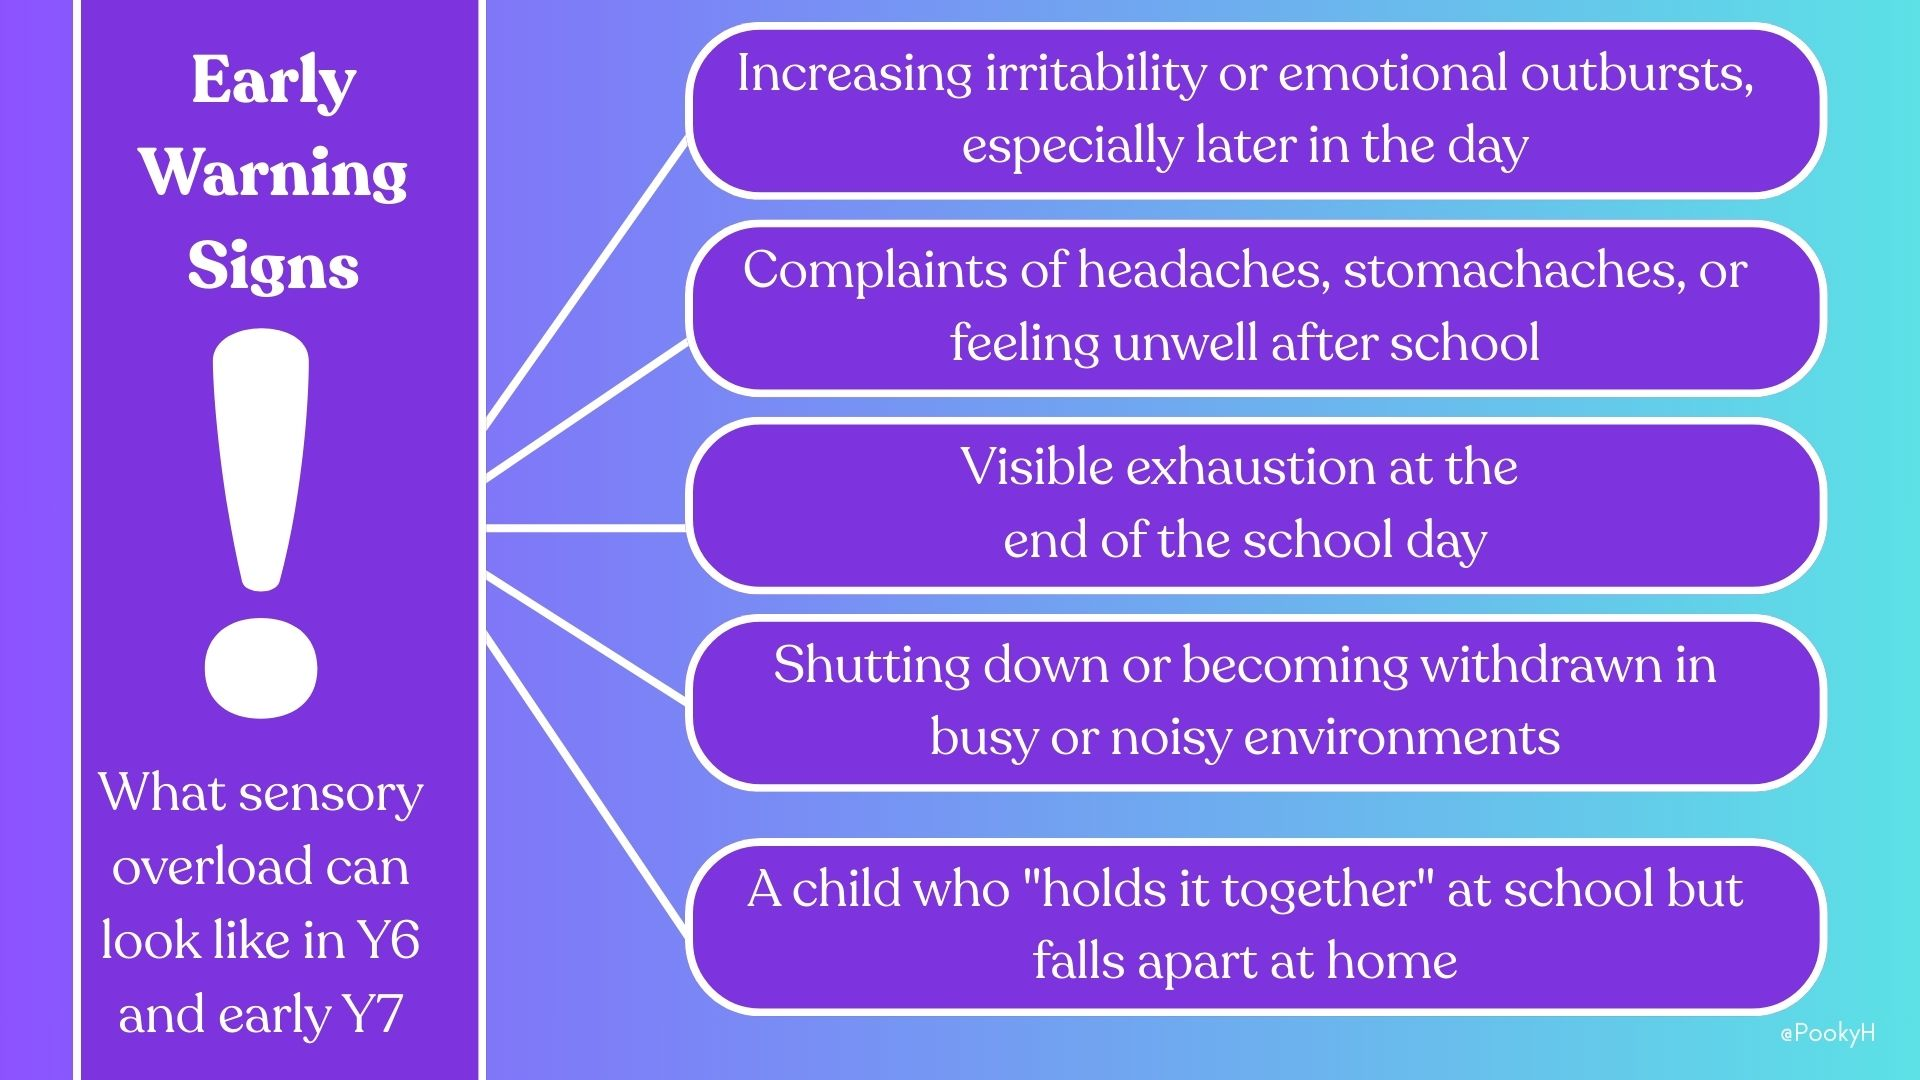 Early
Warning
Signs
!
What sensory
overload can
look like in Y6
and early Y7
Increasing irritability or emotional outbursts,
especially later in the day
Complaints of headaches, stomachaches, or
feeling unwell after school
Visible exhaustion at the
end of the school day
Shutting down or becoming withdrawn in
busy or noisy environments
A child who "holds it together" at school but
falls apart at home
@PookyH